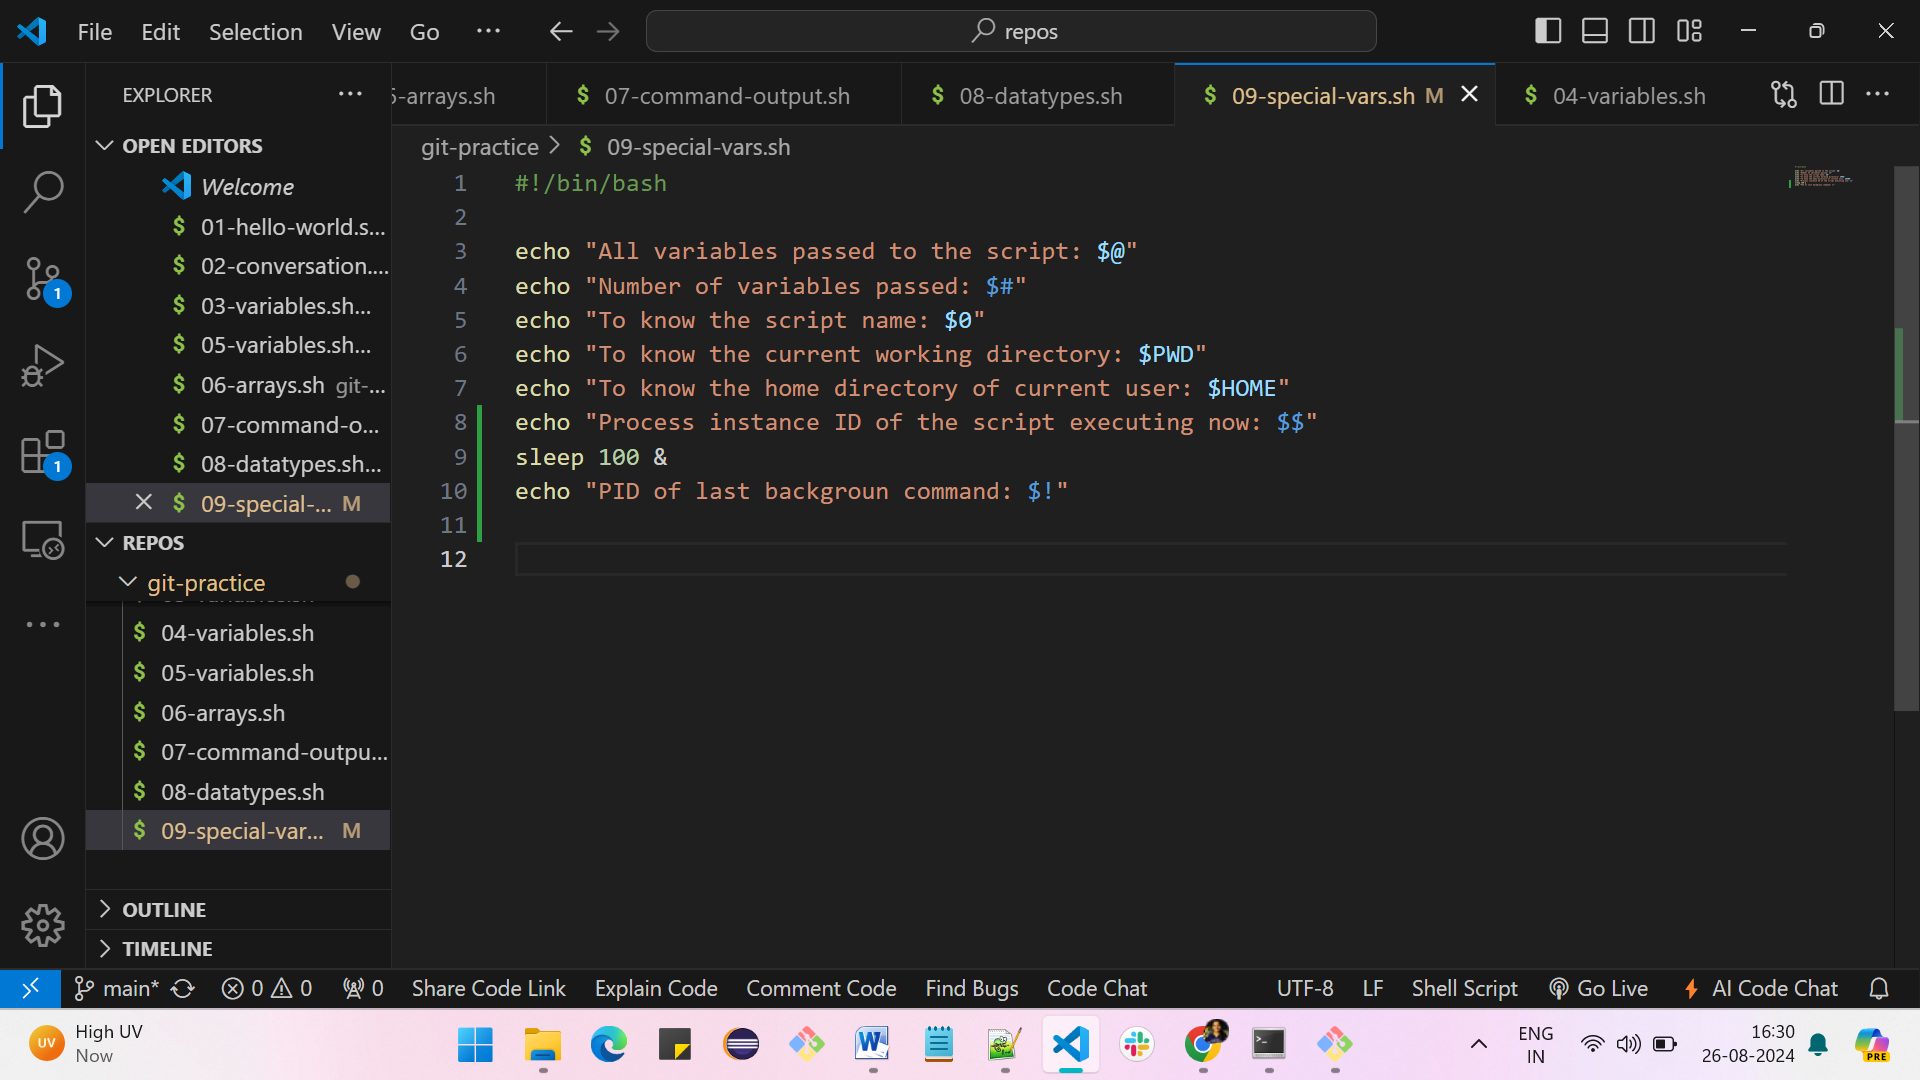 File Edit Selection View Go ··· repos
EXPLORER ···
5-arrays.sh $ 07-command-output.sh $ 08-datatypes.sh $ 09-special-vars.sh M $ 04-variables.sh ···
git-practice > $ 09-special-vars.sh
OPEN EDITORS
Welcome
$ 01-hello-world.s...
$ 02-conversation....
$ 03-variables.sh...
$ 05-variables.sh...
$ 06-arrays.sh git-...
$ 07-command-o...
$ 08-datatypes.sh...
$ 09-special-... M
REPOS
git-practice
$ 04-variables.sh
$ 05-variables.sh
$ 06-arrays.sh
$ 07-command-outpu...
$ 08-datatypes.sh
$ 09-special-var... M
OUTLINE
TIMELINE
1
1
1 #!/bin/bash
2
3 echo "All variables passed to the script: $@"
4 echo "Number of variables passed: $#"
5 echo "To know the script name: $0"
6 echo "To know the current working directory: $PWD"
7 echo "To know the home directory of current user: $HOME"
8 echo "Process instance ID of the script executing now: $$"
9 sleep 100 &
10 echo "PID of last backgroun command: $!"
11
12
main* 0 0 0 Share Code Link Explain Code Comment Code Find Bugs Code Chat UTF-8 LF Shell Script Go Live AI Code Chat
UV High UV
Now
ENG
IN
16:30
26-08-2024
PRE